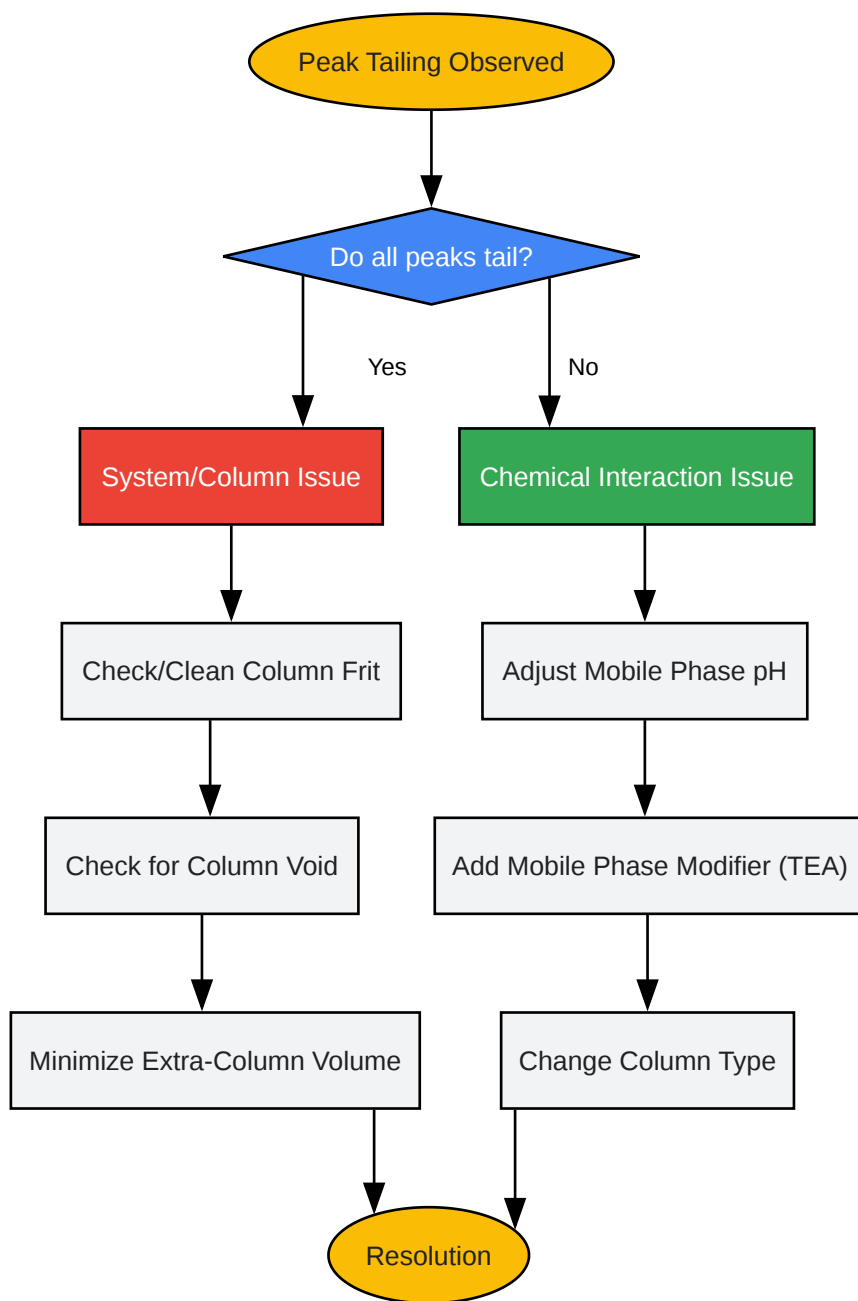 Peak Tailing Observed
Do all peaks tail?
Yes
No
System/Column Issue
Chemical Interaction Issue
Check/Clean Column Frit
Adjust Mobile Phase pH
Check for Column Void
Add Mobile Phase Modifier (TEA)
Minimize Extra-Column Volume
Change Column Type
Resolution